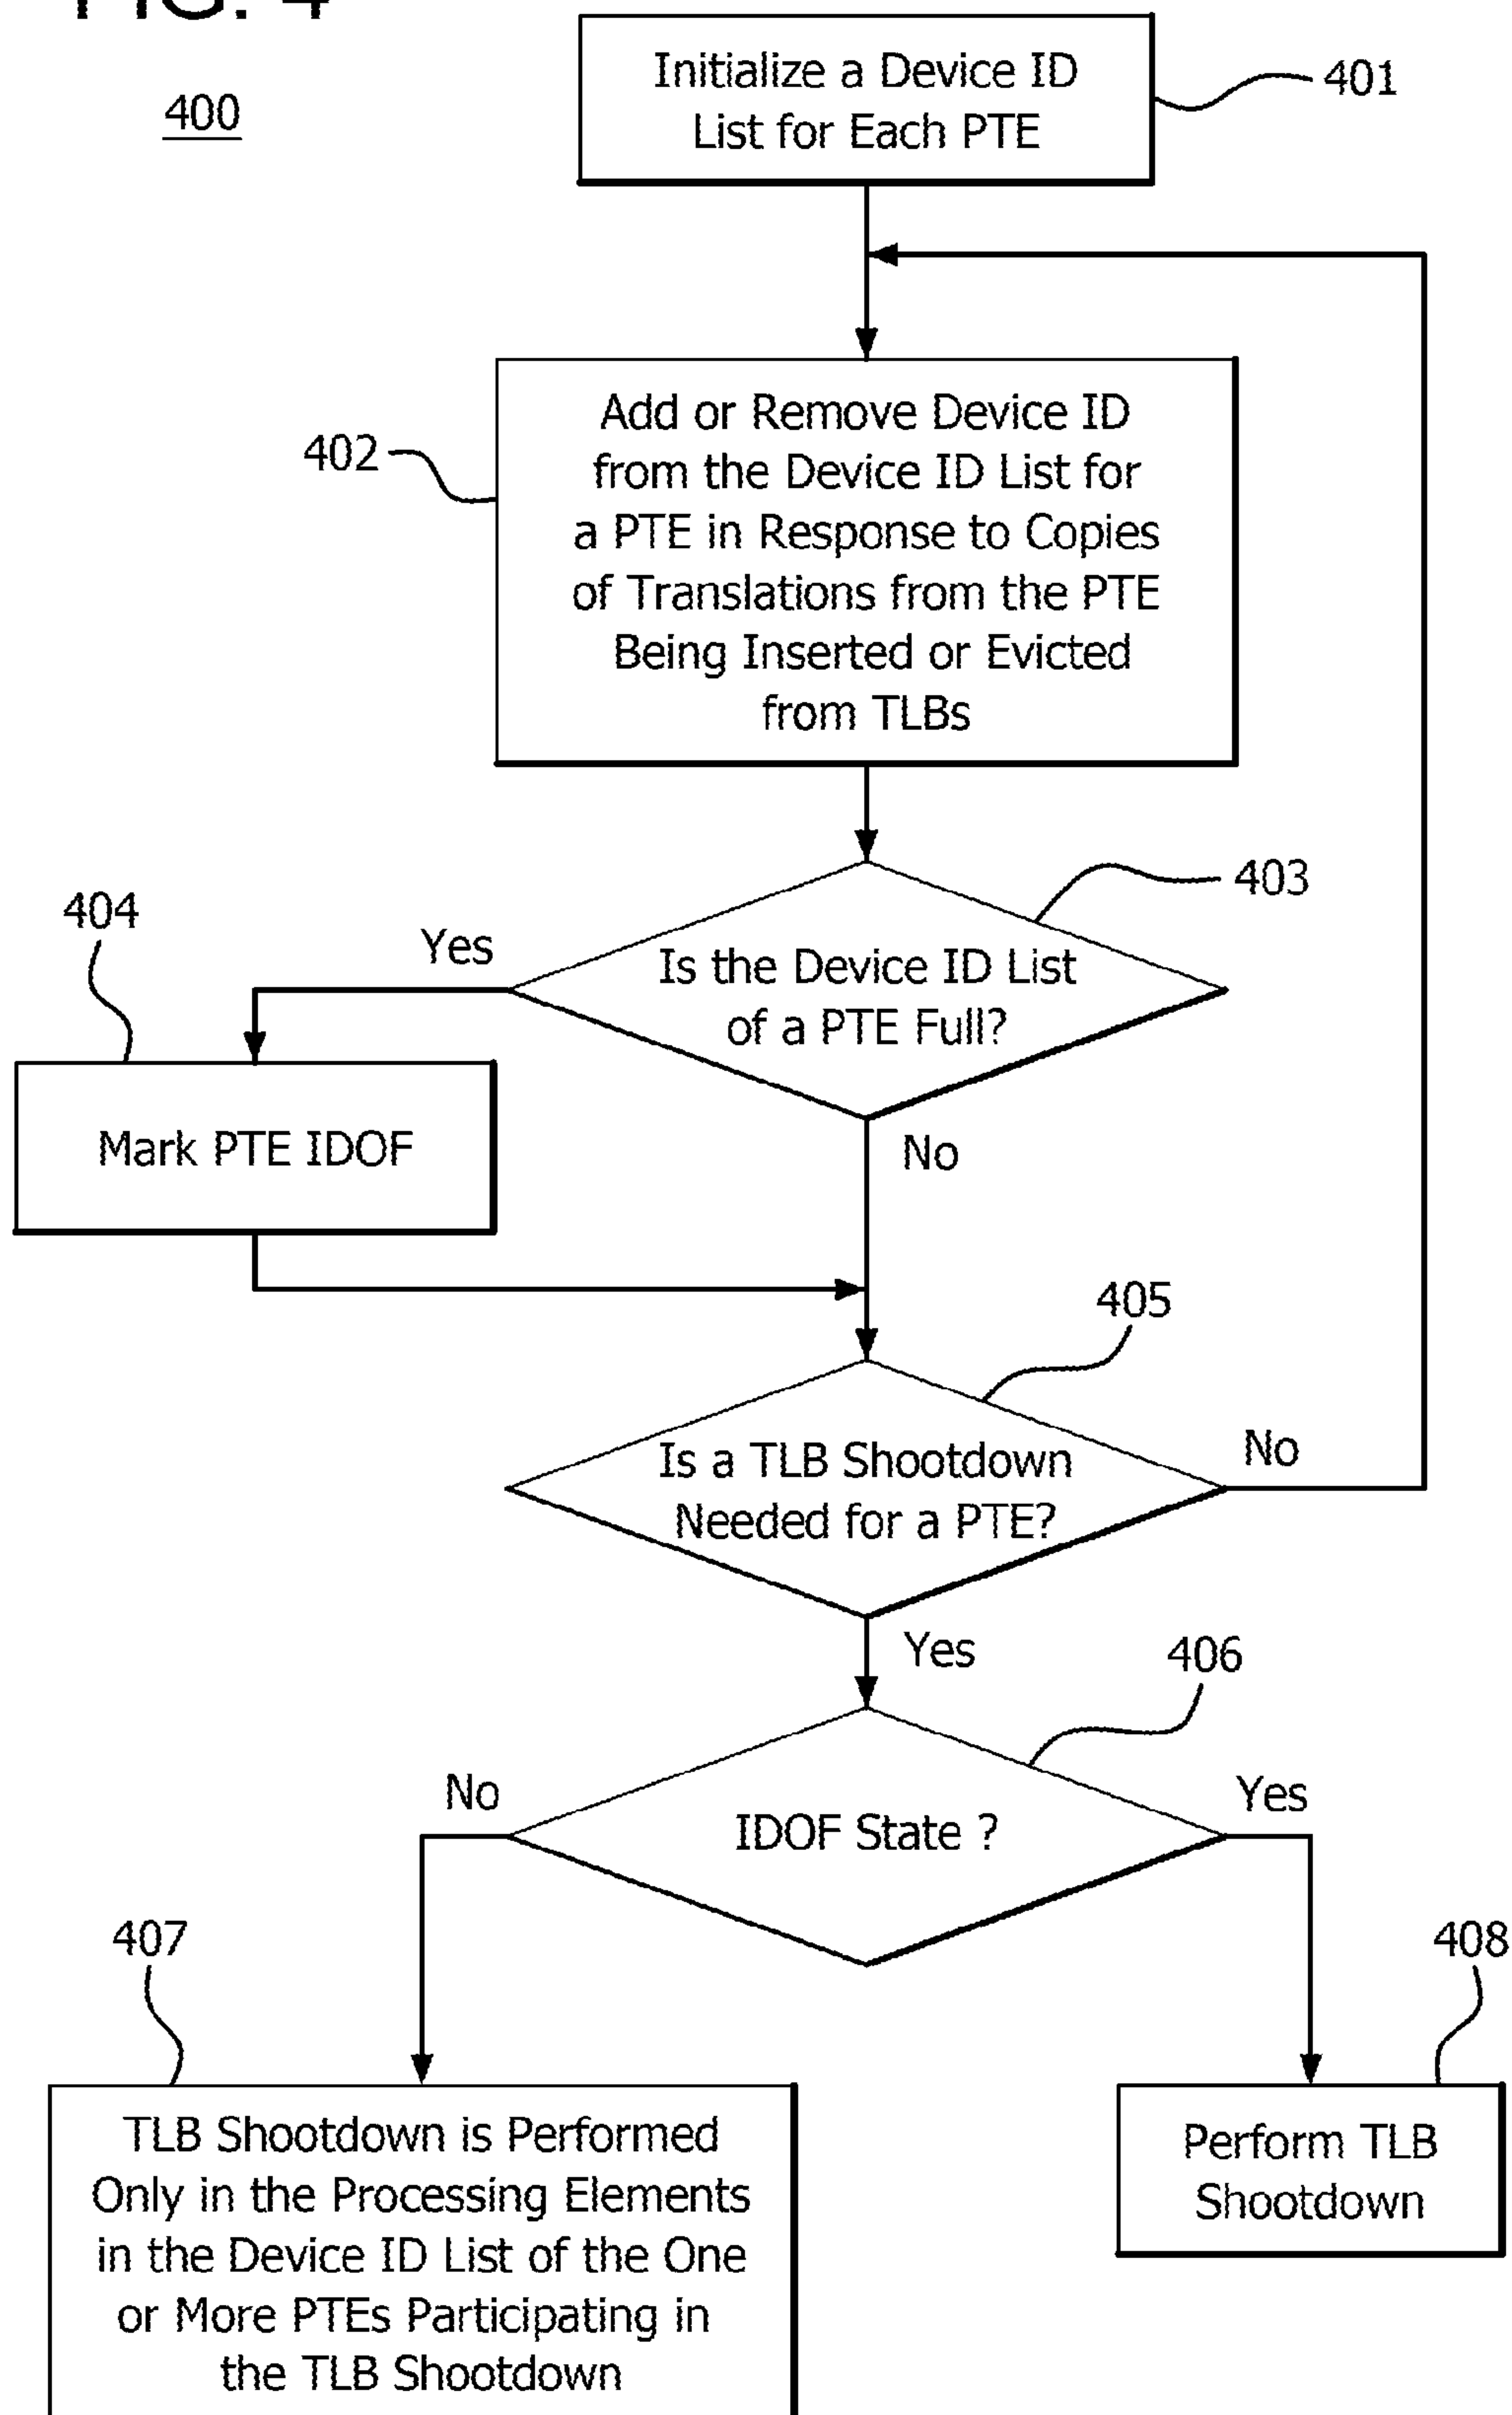 FIG. 4
400
Initialize a Device ID
List for Each PTE
401
402
Add or Remove Device ID
from the Device ID List for
a PTE in Response to Copies
of Translations from the PTE
Being Inserted or Evicted
from TLBs
403
404
Yes
Is the Device ID List
of a PTE Full?
Mark PTE IDOF
No
405
Is a TLB Shootdown
Needed for a PTE?
No
Yes
406
No
IDOF State ?
Yes
407
408
TLB Shootdown is Performed
Only in the Processing Elements
in the Device ID List of the One
or More PTEs Participating in
the TLB Shootdown
Perform TLB
Shootdown